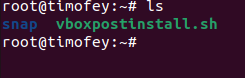 root@timofey:~# ls
snap  vboxpostinstall.sh
root@timofey:~#